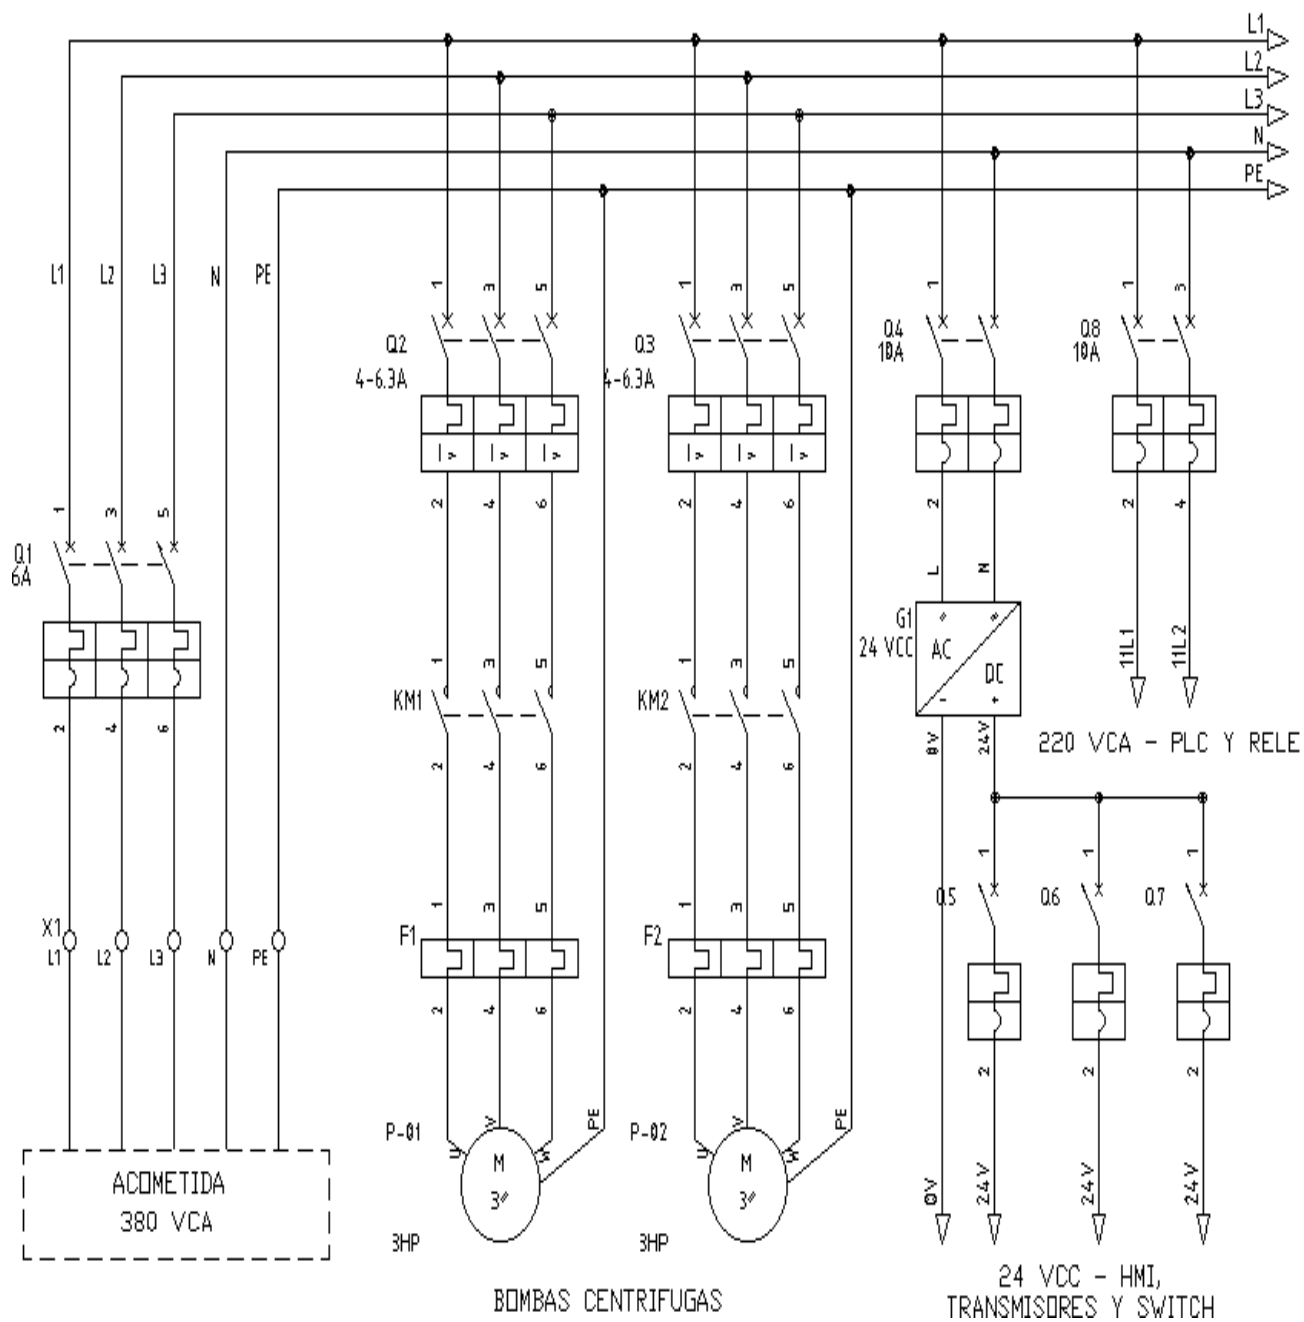 L1
L2
L3
N
PE
L1 L2 L3 N PE
1 3 5 1 3 5 1 1 3
Q2
4-6.3A
Q3
4-6.3A
Q4
10A
Q8
10A
I> I> I> I> I> I>
2 4 6 2 4 6 2 2 4
1 3 5
Q1
6A
L N
G1
24 VCC
AC
DC
- +
11L1 11L2
1 3 5 1 3 5
KM1 KM2
2 4 6
2 4 6 2 4 6
0V 24V
220 VCA - PLC Y RELE
1 1 1
Q5 Q6 Q7
1 3 5 1 3 5
X1
L1 L2 L3 N PE
F1 F2
2 4 6 2 4 6
2 2 2
P-01 P-02
U V W PE
U V W PE
M
3~
M
3~
3HP 3HP
ACOMETIDA
380 VCA
0V 24V 24V 24V
BOMBAS CENTRIFUGAS
24 VCC - HMI,
TRANSMISORES Y SWITCH